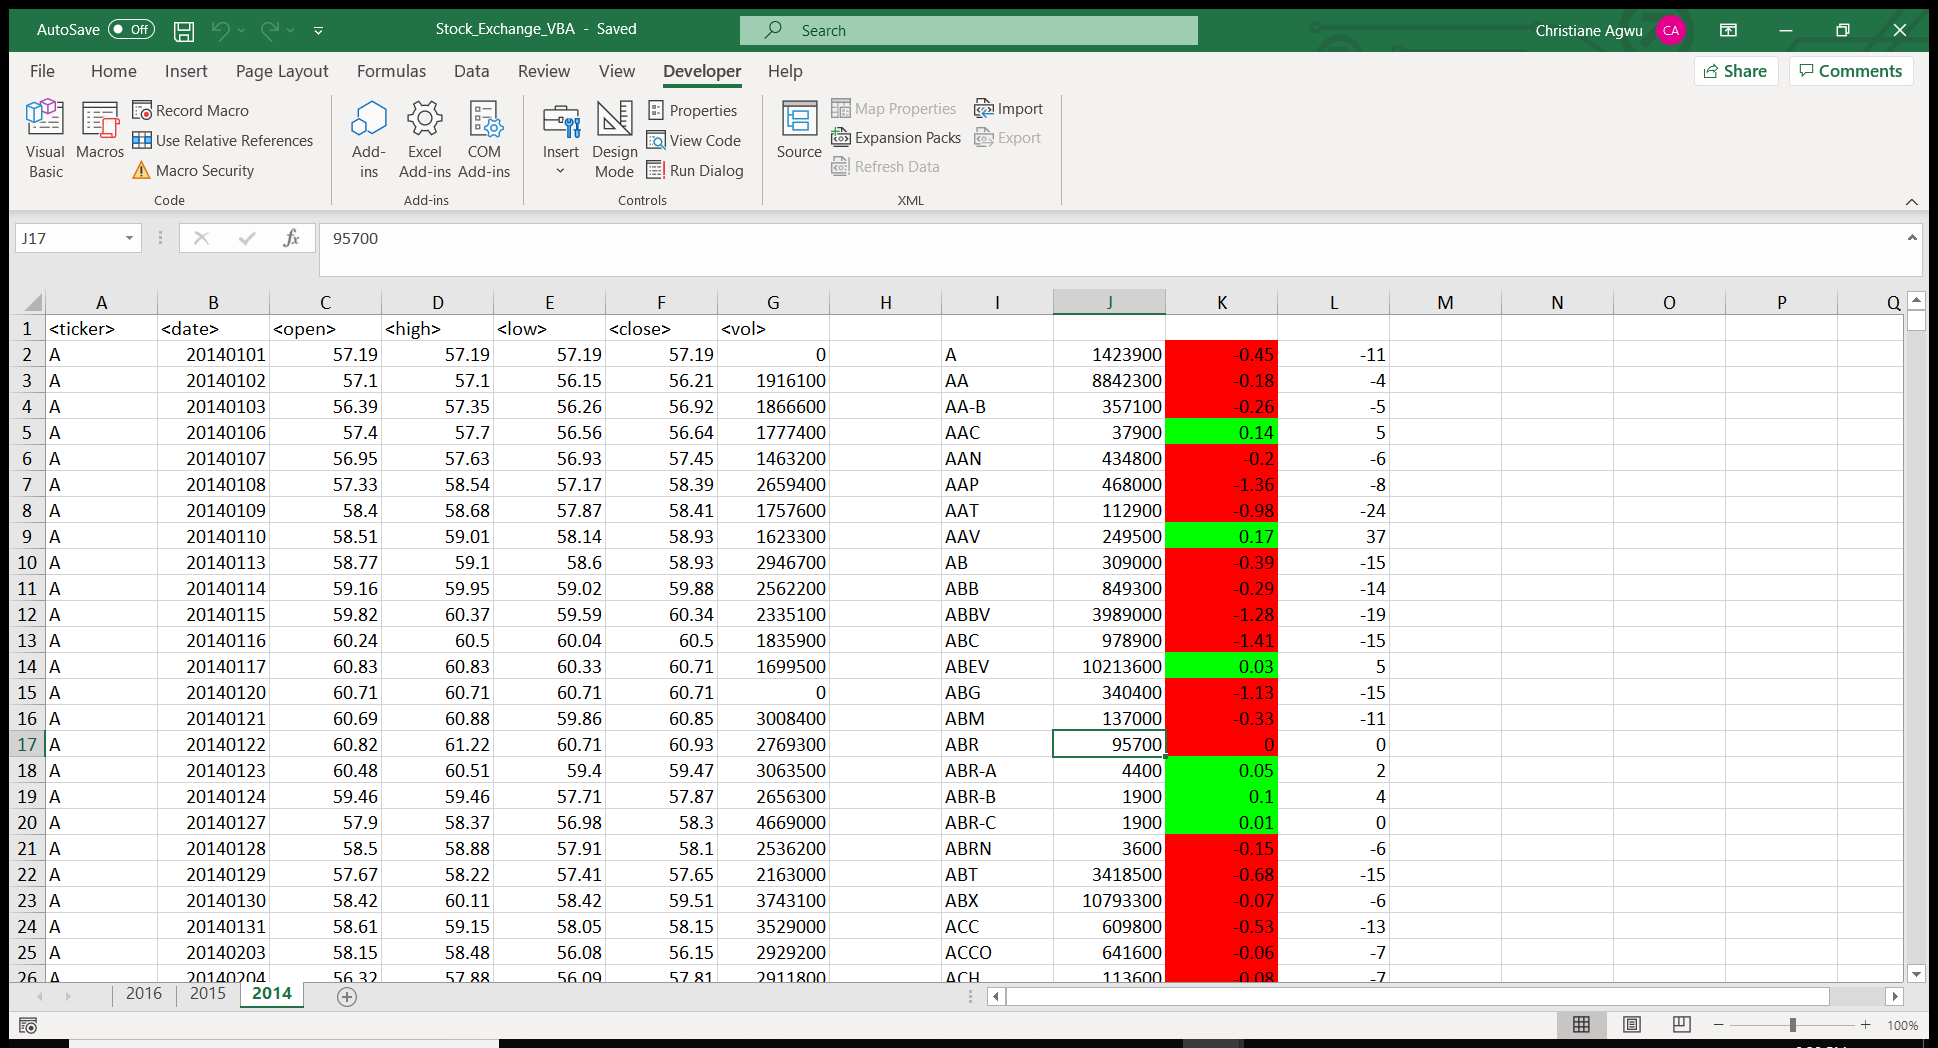 AutoSave Off Stock_Exchange_VBA - Saved Search Christiane Agwu CA
File Home Insert Page Layout Formulas Data Review View Developer Help Share Comments
Visual Basic
Macros
Record Macro
Use Relative References
Macro Security
Code
Add-ins
Excel Add-ins
COM Add-ins
Add-ins
Insert
Design Mode
Properties
View Code
Run Dialog
Controls
Source
Map Properties
Expansion Packs
Refresh Data
Import
Export
XML
J17 fx 95700
A B C D E F G H I J K L M N O P Q
1 <ticker> <date> <open> <high> <low> <close> <vol>
2 A 20140101 57.19 57.19 57.19 57.19 0 A 1423900 -0.45 -11
3 A 20140102 57.1 57.1 56.15 56.21 1916100 AA 8842300 -0.18 -4
4 A 20140103 56.39 57.35 56.26 56.92 1866600 AA-B 357100 -0.26 -5
5 A 20140106 57.4 57.7 56.56 56.64 1777400 AAC 37900 0.14 5
6 A 20140107 56.95 57.63 56.93 57.45 1463200 AAN 434800 -0.2 -6
7 A 20140108 57.33 58.54 57.17 58.39 2659400 AAP 468000 -1.36 -8
8 A 20140109 58.4 58.68 57.87 58.41 1757600 AAT 112900 -0.98 -24
9 A 20140110 58.51 59.01 58.14 58.93 1623300 AAV 249500 0.17 37
10 A 20140113 58.77 59.1 58.6 58.93 2946700 AB 309000 -0.39 -15
11 A 20140114 59.16 59.95 59.02 59.88 2562200 ABB 849300 -0.29 -14
12 A 20140115 59.82 60.37 59.59 60.34 2335100 ABBV 3989000 -1.28 -19
13 A 20140116 60.24 60.5 60.04 60.5 1835900 ABC 978900 -1.41 -15
14 A 20140117 60.83 60.83 60.33 60.71 1699500 ABEV 10213600 0.03 5
15 A 20140120 60.71 60.71 60.71 60.71 0 ABG 340400 -1.13 -15
16 A 20140121 60.69 60.88 59.86 60.85 3008400 ABM 137000 -0.33 -11
17 A 20140122 60.82 61.22 60.71 60.93 2769300 ABR 95700 0 0
18 A 20140123 60.48 60.51 59.4 59.47 3063500 ABR-A 4400 0.05 2
19 A 20140124 59.46 59.46 57.71 57.87 2656300 ABR-B 1900 0.1 4
20 A 20140127 57.9 58.37 56.98 58.3 4669000 ABR-C 1900 0.01 0
21 A 20140128 58.5 58.88 57.91 58.1 2536200 ABRN 3600 -0.15 -6
22 A 20140129 57.67 58.22 57.41 57.65 2163000 ABT 3418500 -0.68 -15
23 A 20140130 58.42 60.11 58.42 59.51 3743100 ABX 10793300 -0.07 -6
24 A 20140131 58.61 59.15 58.05 58.15 3529000 ACC 609800 -0.53 -13
25 A 20140203 58.15 58.48 56.08 56.15 2929200 ACCO 641600 -0.06 -7
26 A 20140204 56.32 57.88 56.09 57.81 2911800 ACH 113600 -0.08 -7
2016 2015 2014
100%